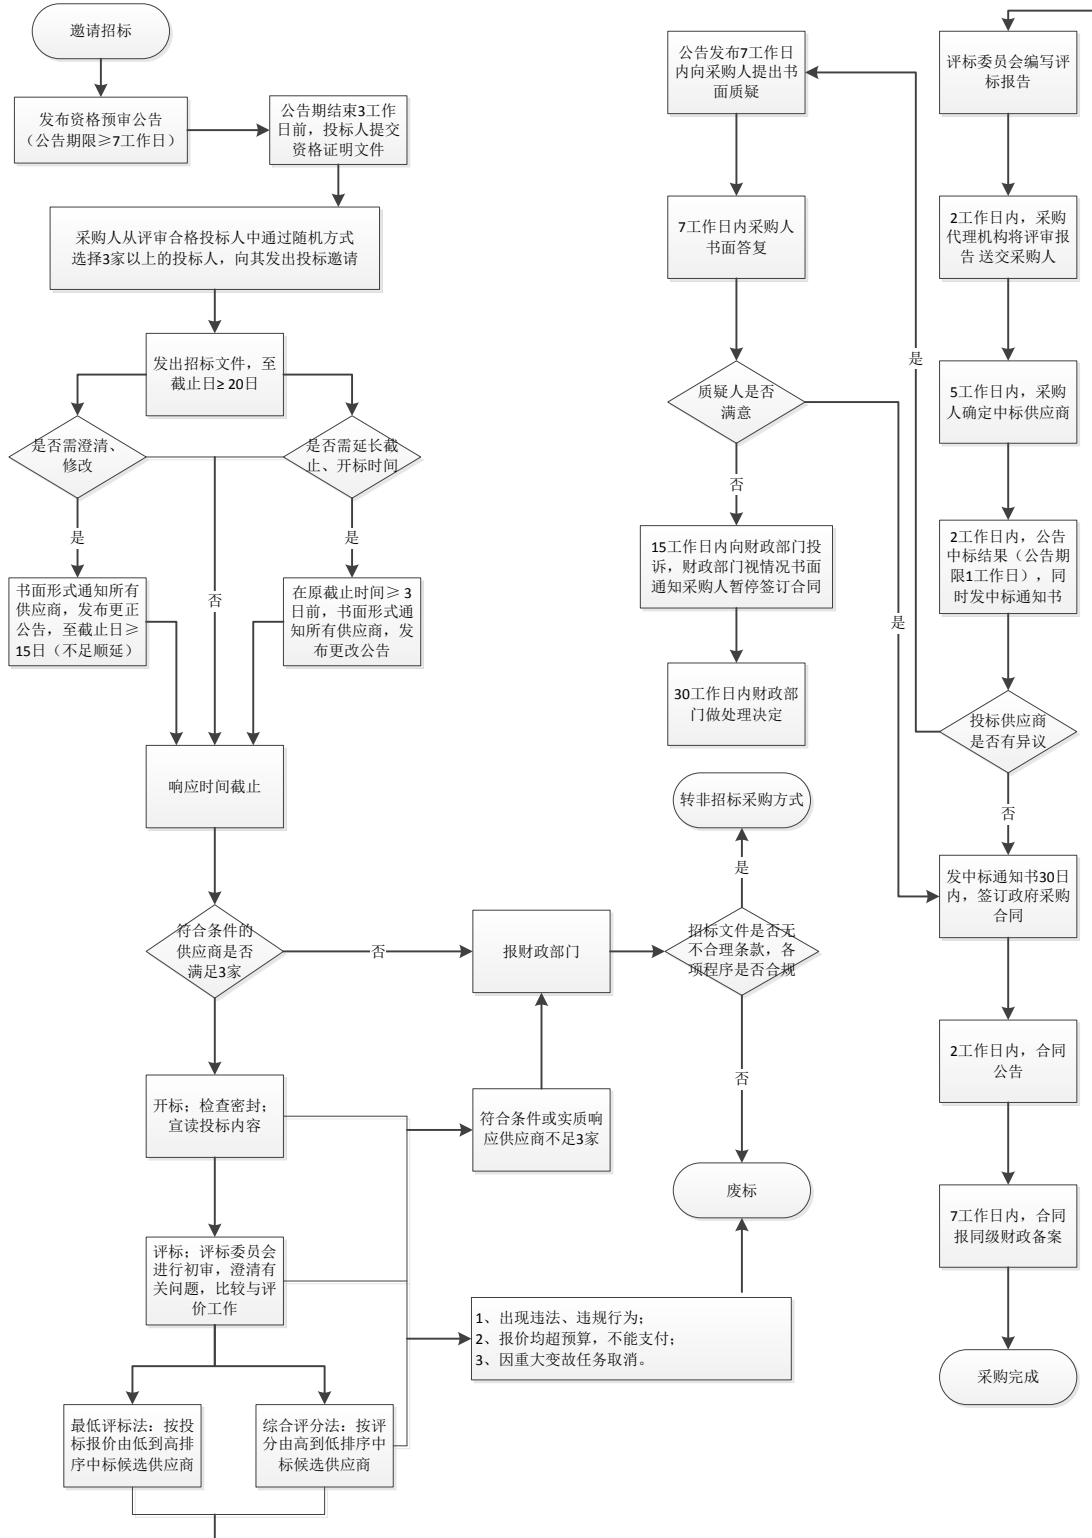 邀请招标
发布资格预审公告
（公告期限≥7工作日）
公告期结束3工作
日前，投标人提交
资格证明文件
采购人从评审合格投标人中通过随机方式
选择3家以上的投标人，向其发出投标邀请
发出招标文件，至
截止日≥ 20日
是否需澄清、
修改
是否需延长截
止、开标时间
是
否
是
书面形式通知所有
供应商，发布更正
公告，至截止日≥
15日（不足顺延）
在原截止时间≥ 3
日前，书面形式通
知所有供应商，发
布更改公告
响应时间截止
符合条件的
供应商是否
满足3家
否
报财政部门
招标文件是否无
不合理条款，各
项程序是否合规
是
转非招标采购方式
否
废标
开标；检查密封；
宣读投标内容
符合条件或实质响
应供应商不足3家
评标；评标委员会
进行初审，澄清有
关问题，比较与评
价工作
1、出现违法、违规行为；
2、报价均超预算，不能支付；
3、因重大变故任务取消。
最低评标法：按投
标报价由低到高排
序中标候选供应商
综合评分法：按评
分由高到低排序中
标候选供应商
公告发布7工作日
内向采购人提出书
面质疑
7工作日内采购人
书面答复
质疑人是否
满意
否
是
15工作日内向财政部门投
诉，财政部门视情况书面
通知采购人暂停签订合同
30工作日内财政部
门做处理决定
评标委员会编写评
标报告
2工作日内，采购
代理机构将评审报
告 送交采购人
5工作日内，采购
人确定中标供应商
2工作日内，公告
中标结果（公告期
限1工作日），同
时发中标通知书
投标供应商
是否有异议
是
否
发中标通知书30日
内，签订政府采购
合同
2工作日内，合同
公告
7工作日内，合同
报同级财政备案
采购完成